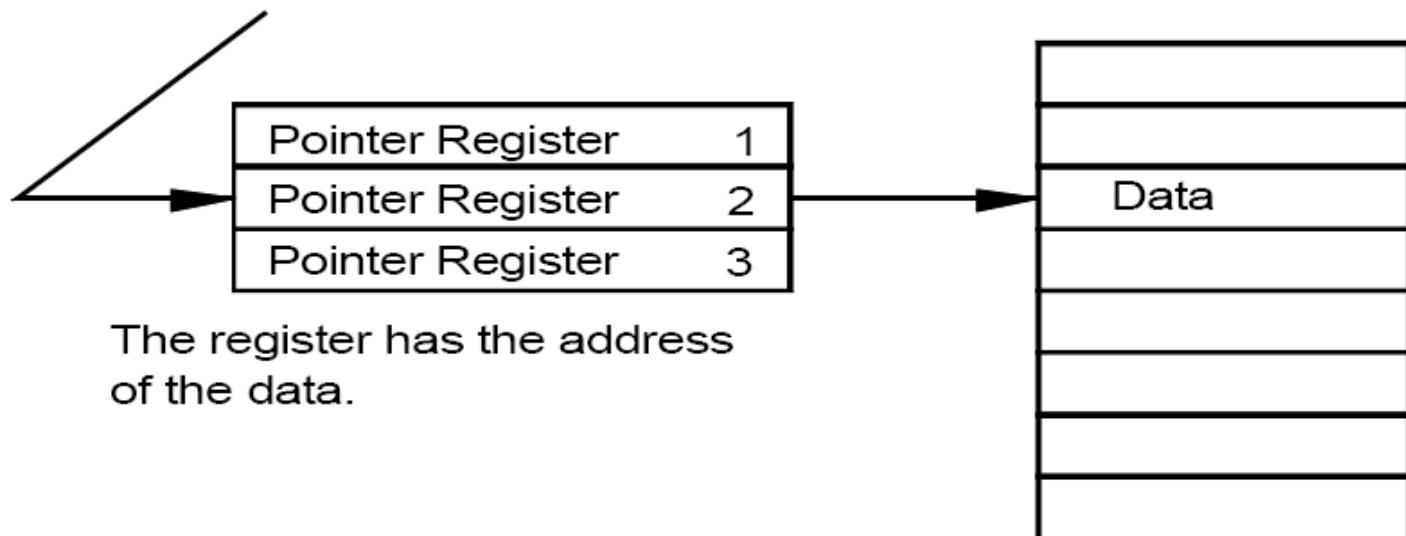 Pointer Register 1
Pointer Register 2
Pointer Register 3
Data
The register has the address
of the data.